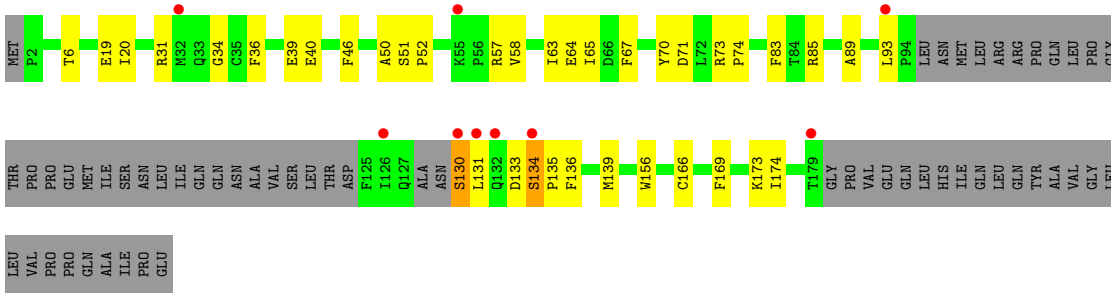 MET P2 T6 E19 I20 R31 M32 Q33 G34 C35 F36 E39 E40 F46 A50 S51 P52 K55 P56 R57 V58 I63 E64 I65 D66 F67 Y70 D71 L72 R73 P74 F83 T84 R85 A89 L93 P94 LEU ASN MET LEU ARG ARG PRO GLN LEU PRO GLY
THR PRO PRO GLU MET ILE SER ASN LEU ILE GLN GLN ASN ALA VAL SER LEU THR ASP F125 I126 Q127 ALA ASN S130 L131 Q132 D133 S134 P135 F136 M139 W156 C166 F169 K173 I174 T179 GLY PRO VAL GLU GLN LEU HIS ILE GLN LEU GLN TYR ALA VAL GLY LEU
LEU VAL PRO PRO GLN ALA ILE PRO GLU